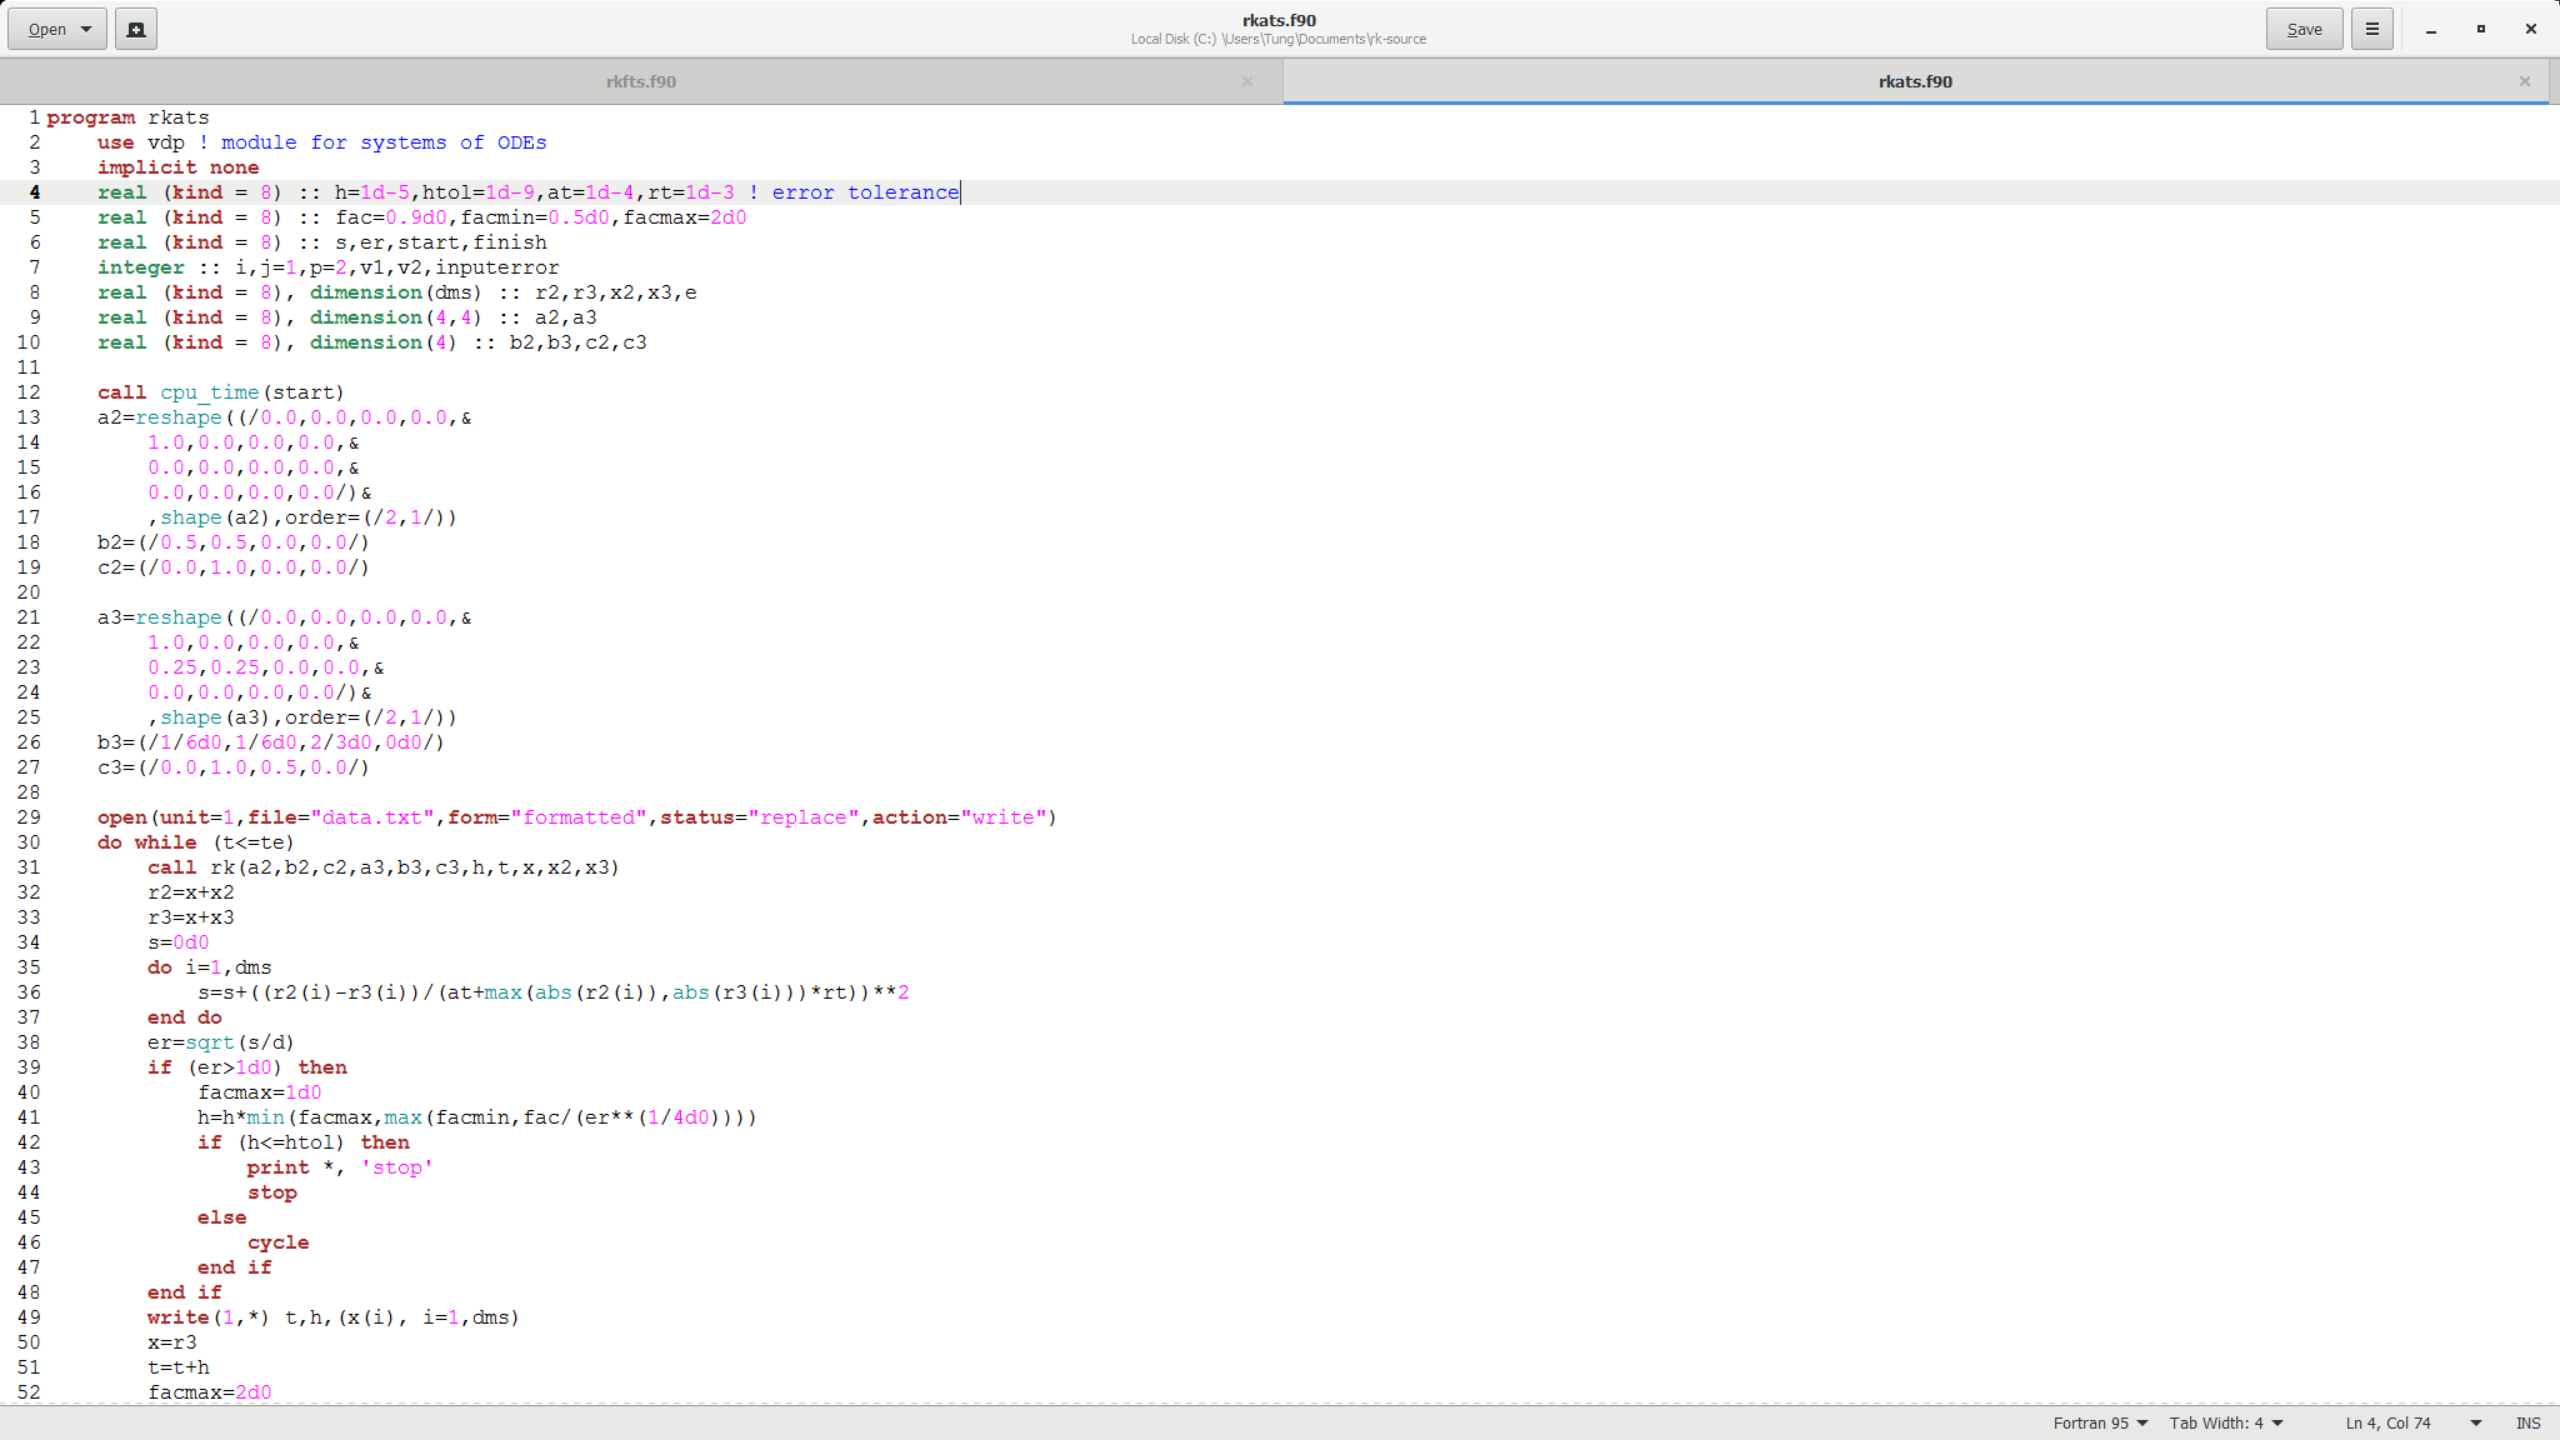 Open
rkats.f90
Local Disk (C:) \Users\Tung\Documents\rk-source
Save
rkfts.f90
rkats.f90
1 program rkats
2     use vdp ! module for systems of ODEs
3     implicit none
4     real (kind = 8) :: h=1d-5,htol=1d-9,at=1d-4,rt=1d-3 ! error tolerance
5     real (kind = 8) :: fac=0.9d0,facmin=0.5d0,facmax=2d0
6     real (kind = 8) :: s,er,start,finish
7     integer :: i,j=1,p=2,v1,v2,inputerror
8     real (kind = 8), dimension(dms) :: r2,r3,x2,x3,e
9     real (kind = 8), dimension(4,4) :: a2,a3
10     real (kind = 8), dimension(4) :: b2,b3,c2,c3
11
12     call cpu_time(start)
13     a2=reshape((/0.0,0.0,0.0,0.0,&
14         1.0,0.0,0.0,0.0,&
15         0.0,0.0,0.0,0.0,&
16         0.0,0.0,0.0,0.0/)&
17         ,shape(a2),order=(/2,1/))
18     b2=(/0.5,0.5,0.0,0.0/)
19     c2=(/0.0,1.0,0.0,0.0/)
20
21     a3=reshape((/0.0,0.0,0.0,0.0,&
22         1.0,0.0,0.0,0.0,&
23         0.25,0.25,0.0,0.0,&
24         0.0,0.0,0.0,0.0/)&
25         ,shape(a3),order=(/2,1/))
26     b3=(/1/6d0,1/6d0,2/3d0,0d0/)
27     c3=(/0.0,1.0,0.5,0.0/)
28
29     open(unit=1,file="data.txt",form="formatted",status="replace",action="write")
30     do while (t<=te)
31         call rk(a2,b2,c2,a3,b3,c3,h,t,x,x2,x3)
32         r2=x+x2
33         r3=x+x3
34         s=0d0
35         do i=1,dms
36             s=s+((r2(i)-r3(i))/(at+max(abs(r2(i)),abs(r3(i)))*rt))**2
37         end do
38         er=sqrt(s/d)
39         if (er>1d0) then
40             facmax=1d0
41             h=h*min(facmax,max(facmin,fac/(er**(1/4d0))))
42             if (h<=htol) then
43                 print *, 'stop'
44                 stop
45             else
46                 cycle
47             end if
48         end if
49         write(1,*) t,h,(x(i), i=1,dms)
50         x=r3
51         t=t+h
52         facmax=2d0
Fortran 95 Tab Width: 4 Ln 4, Col 74 INS